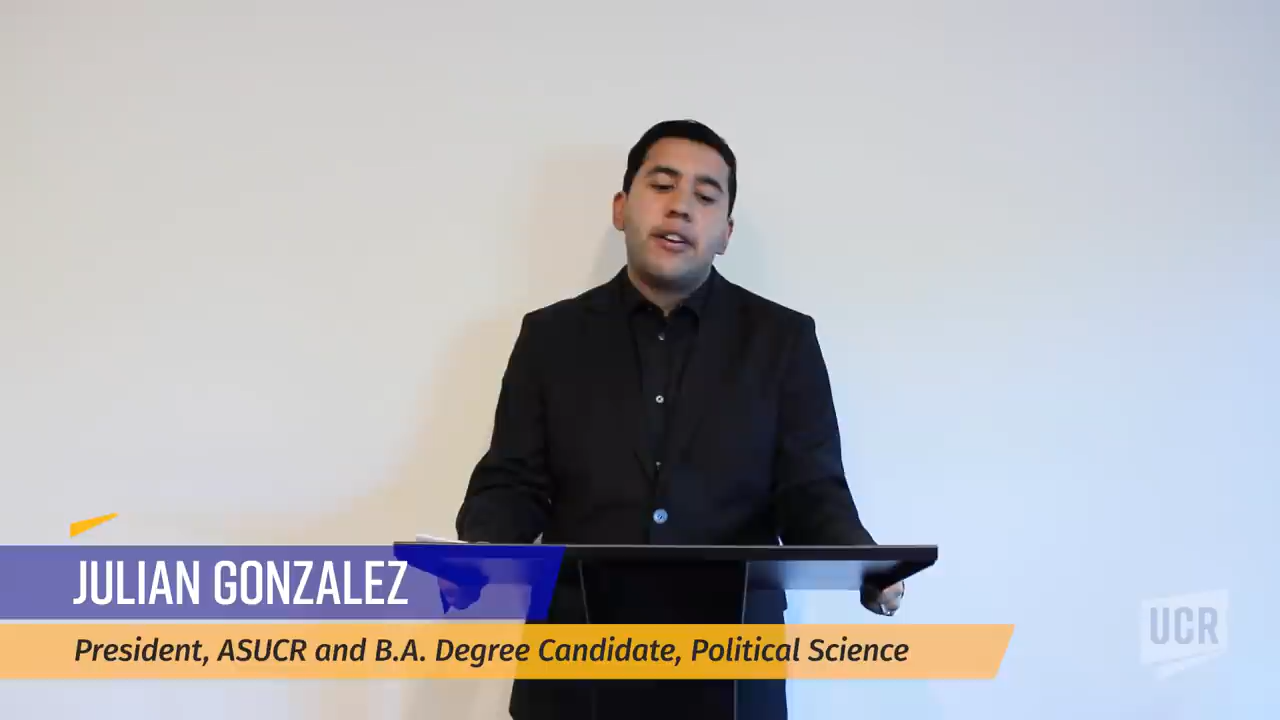 JULIAN GONZALEZ
President, ASUCR and B.A. Degree Candidate, Political Science
UCR